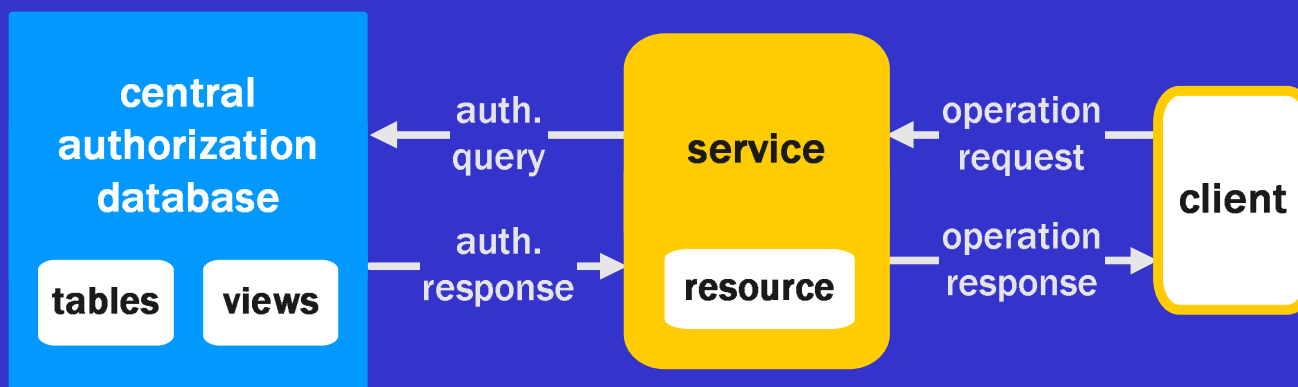 central
authorization
database
tables
views
auth.
query
auth.
response
service
resource
operation
request
operation
response
client